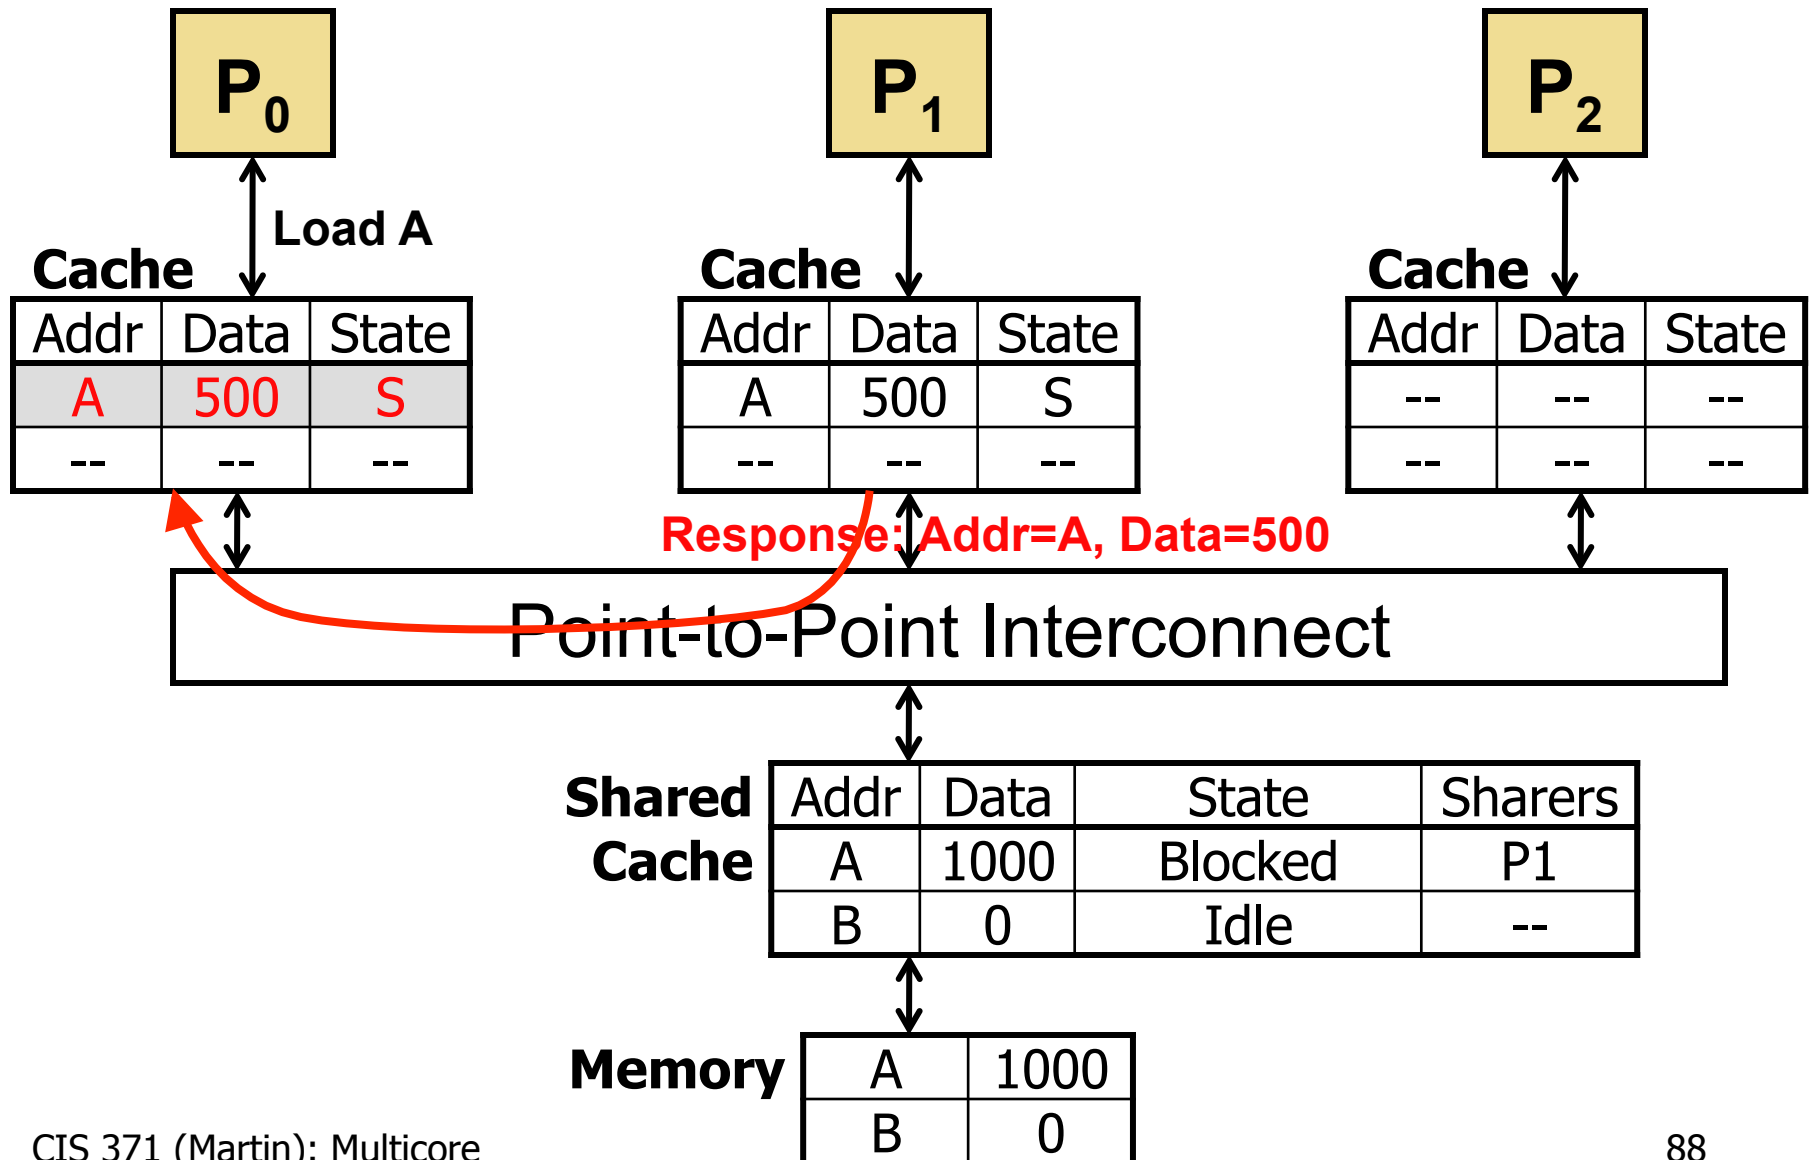 P0 P1 P2
Load A
Cache Cache Cache
Addr Data State Addr Data State Addr Data State
A 500 S A 500 S -- -- --
-- -- -- -- -- -- -- -- --
Response: Addr=A, Data=500
Point-to-Point Interconnect
Shared Addr Data State Sharers
Cache A 1000 Blocked P1
B 0 Idle --
Memory A 1000
B 0
CIS 371 (Martin): Multicore 88